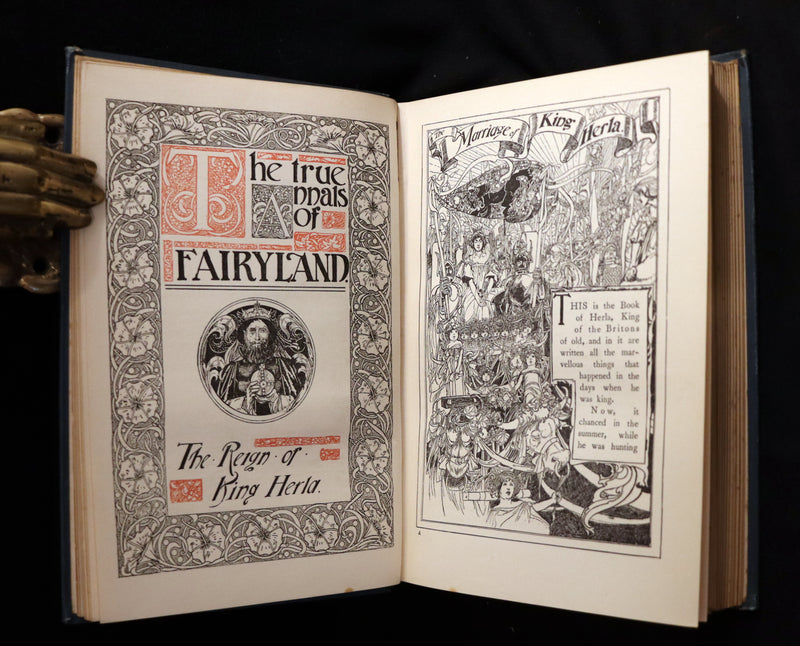 The true
Annals
of
FAIRYLAND
The Reign of
King Herla.
The Marriage of King Herla
THIS is the Book
of Herla, King
of the Britons
of old, and in it are
written all the mar-
vellous things that
happened in the
days when he
was king.
Now, it
chanced in the
summer, while
he was hunting